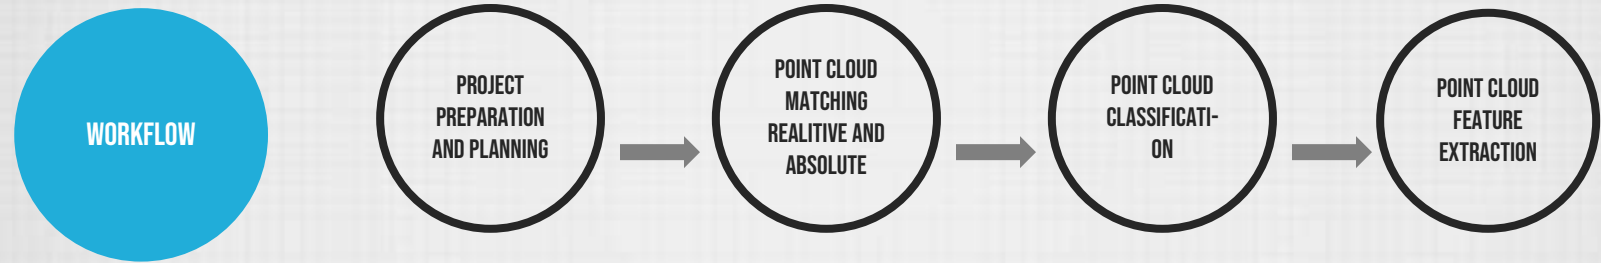 WORKFLOW
PROJECT
PREPARATION
AND PLANNING
POINT CLOUD
MATCHING
REALITIVE AND
ABSOLUTE
POINT CLOUD
CLASSIFICATI-
ON
POINT CLOUD
FEATURE
EXTRACTION